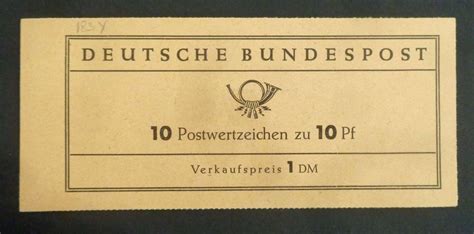 DEUTSCHE BUNDESPOST
10 Postwertzeichen zu 10 Pf
Verkaufspreis 1 DM